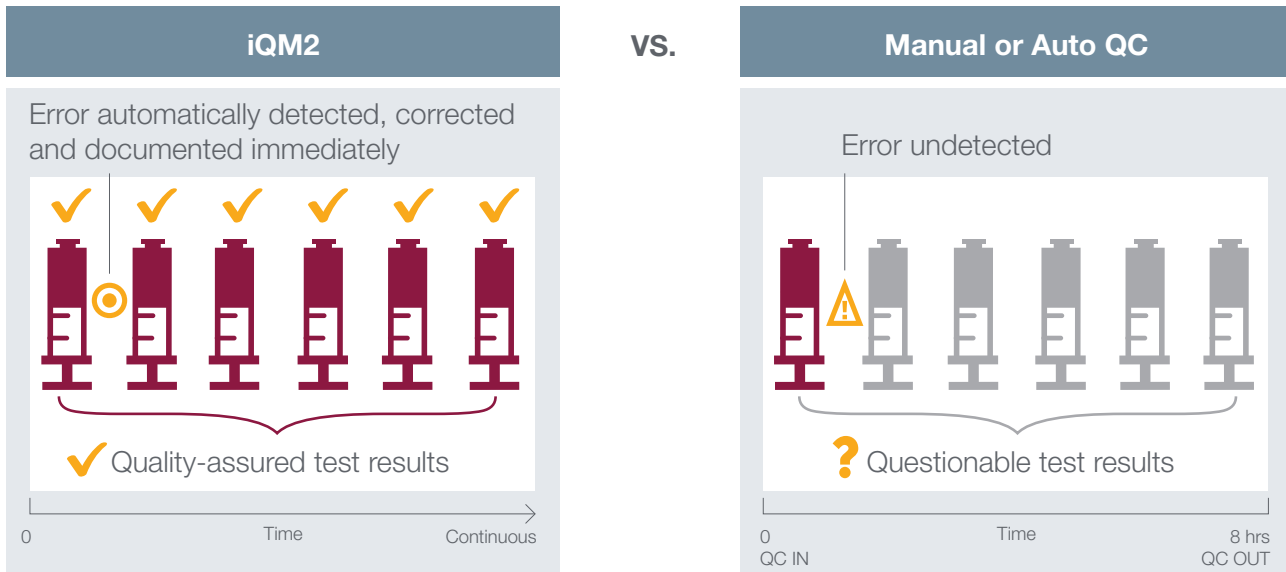 iQM2
VS.
Manual or Auto QC
Error automatically detected, corrected
and documented immediately
Quality-assured test results
0
Time
Continuous
Error undetected
!
? Questionable test results
0
Time
8 hrs
QC IN
QC OUT